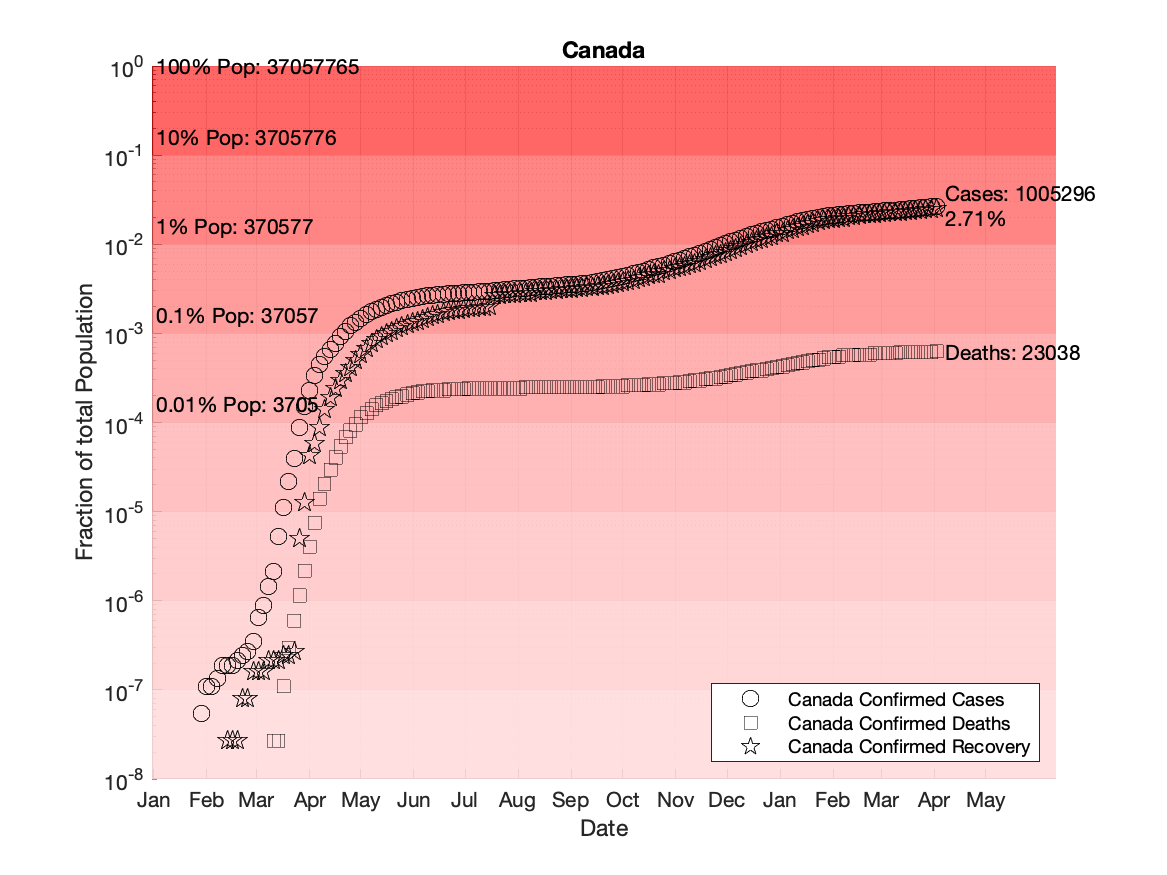 Canada
10^0
100% Pop: 37057765
10% Pop: 3705776
10^-1
Cases: 1005296
2.71%
1% Pop: 370577
10^-2
0.1% Pop: 37057
10^-3
Deaths: 23038
0.01% Pop: 3705
10^-4
10^-5
10^-6
10^-7
10^-8
Fraction of total Population
Canada Confirmed Cases
Canada Confirmed Deaths
Canada Confirmed Recovery
Jan Feb Mar Apr May Jun Jul Aug Sep Oct Nov Dec Jan Feb Mar Apr May
Date